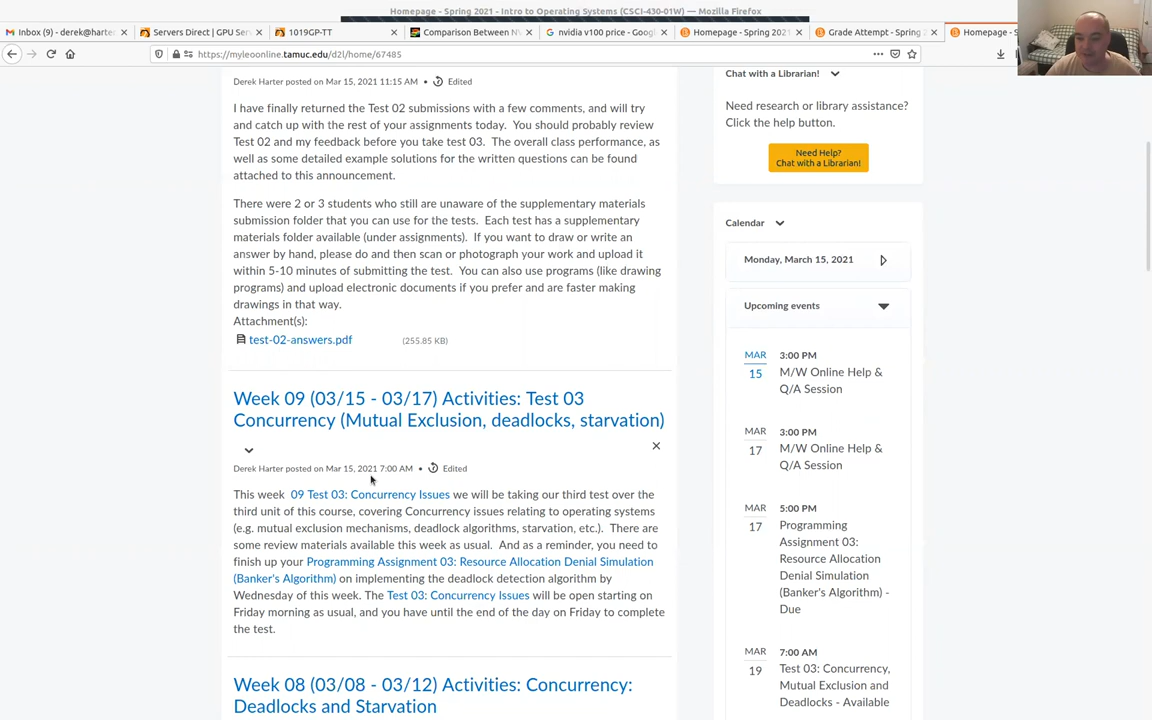 Homepage - Spring 2021 - Intro to Operating Systems (CSCI-430-01W) — Mozilla Firefox
Inbox (9) - derek@harter
Servers Direct | GPU Serv
1019GP-TT
Comparison Between NV
nvidia v100 price - Googl
Homepage - Spring 2021
Grade Attempt - Spring 2
Homepage - S
https://myleoonline.tamuc.edu/d2l/home/67485
Derek Harter posted on Mar 15, 2021 11:15 AM • Edited
I have finally returned the Test 02 submissions with a few comments, and will try
and catch up with the rest of your assignments today. You should probably review
Test 02 and my feedback before you take test 03. The overall class performance, as
well as some detailed example solutions for the written questions can be found
attached to this announcement.
There were 2 or 3 students who still are unaware of the supplementary materials
submission folder that you can use for the tests. Each test has a supplementary
materials folder available (under assignments). If you want to draw or write an
answer by hand, please do and then scan or photograph your work and upload it
within 5-10 minutes of submitting the test. You can also use programs (like drawing
programs) and upload electronic documents if you prefer and are faster making
drawings in that way.
Attachment(s):
test-02-answers.pdf (255.85 KB)
Week 09 (03/15 - 03/17) Activities: Test 03
Concurrency (Mutual Exclusion, deadlocks, starvation)
Derek Harter posted on Mar 15, 2021 7:00 AM • Edited
This week 09 Test 03: Concurrency Issues we will be taking our third test over the
third unit of this course, covering Concurrency issues relating to operating systems
(e.g. mutual exclusion mechanisms, deadlock algorithms, starvation, etc.). There are
some review materials available this week as usual. And as a reminder, you need to
finish up your Programming Assignment 03: Resource Allocation Denial Simulation
(Banker's Algorithm) on implementing the deadlock detection algorithm by
Wednesday of this week. The Test 03: Concurrency Issues will be open starting on
Friday morning as usual, and you have until the end of the day on Friday to complete
the test.
Week 08 (03/08 - 03/12) Activities: Concurrency:
Deadlocks and Starvation
Chat with a Librarian!
Need research or library assistance?
Click the help button.
Need Help?
Chat with a Librarian!
Calendar
Monday, March 15, 2021
Upcoming events
MAR
15
3:00 PM
M/W Online Help &
Q/A Session
MAR
17
3:00 PM
M/W Online Help &
Q/A Session
MAR
17
5:00 PM
Programming
Assignment 03:
Resource Allocation
Denial Simulation
(Banker's Algorithm) -
Due
MAR
19
7:00 AM
Test 03: Concurrency,
Mutual Exclusion and
Deadlocks - Available